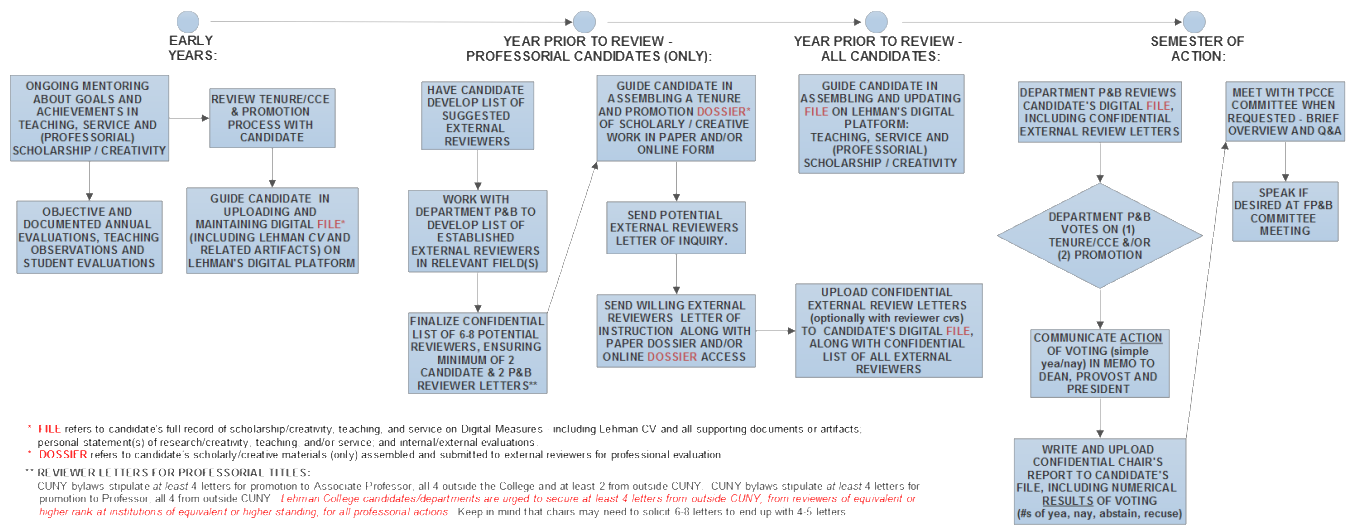 EARLY
YEARS:
ONGOING MENTORING
ABOUT GOALS AND
ACHIEVEMENTS IN
TEACHING, SERVICE AND
(PROFESSORIAL)
SCHOLARSHIP / CREATIVITY
OBJECTIVE AND
DOCUMENTED ANNUAL
EVALUATIONS, TEACHING
OBSERVATIONS AND
STUDENT EVALUATIONS
REVIEW TENURE/CCE
& PROMOTION
PROCESS WITH
CANDIDATE
GUIDE CANDIDATE IN
UPLOADING AND
MAINTAINING DIGITAL FILE*
(INCLUDING LEHMAN CV AND
RELATED ARTIFACTS) ON
LEHMAN'S DIGITAL PLATFORM
YEAR PRIOR TO REVIEW -
PROFESSORIAL CANDIDATES (ONLY):
HAVE CANDIDATE
DEVELOP LIST OF
SUGGESTED
EXTERNAL
REVIEWERS
WORK WITH
DEPARTMENT P&B TO
DEVELOP LIST OF
ESTABLISHED
EXTERNAL REVIEWERS
IN RELEVANT FIELD(S)
FINALIZE CONFIDENTIAL
LIST OF 6-8 POTENTIAL
REVIEWERS, ENSURING
MINIMUM OF 2
CANDIDATE & 2 P&B
REVIEWER LETTERS**
GUIDE CANDIDATE IN
ASSEMBLING A TENURE
AND PROMOTION DOSSIER*
OF SCHOLARLY / CREATIVE
WORK IN PAPER AND/OR
ONLINE FORM
SEND POTENTIAL
EXTERNAL REVIEWERS
LETTER OF INQUIRY.
SEND WILLING EXTERNAL
REVIEWERS LETTER OF
INSTRUCTION ALONG WITH
PAPER DOSSIER AND/OR
ONLINE DOSSIER ACCESS
YEAR PRIOR TO REVIEW -
ALL CANDIDATES:
GUIDE CANDIDATE IN
ASSEMBLING AND UPDATING
FILE ON LEHMAN'S DIGITAL
PLATFORM:
TEACHING, SERVICE AND
(PROFESSORIAL)
SCHOLARSHIP / CREATIVITY
UPLOAD CONFIDENTIAL
EXTERNAL REVIEW LETTERS
(optionally with reviewer cvs)
TO CANDIDATE'S DIGITAL FILE,
ALONG WITH CONFIDENTIAL
LIST OF ALL EXTERNAL
REVIEWERS
SEMESTER OF
ACTION:
DEPARTMENT P&B REVIEWS
CANDIDATE'S DIGITAL FILE,
INCLUDING CONFIDENTIAL
EXTERNAL REVIEW LETTERS
DEPARTMENT P&B
VOTES ON (1)
TENURE/CCE &/OR
(2) PROMOTION
COMMUNICATE ACTION
OF VOTING (simple
yea/nay) IN MEMO TO
DEAN, PROVOST AND
PRESIDENT
WRITE AND UPLOAD
CONFIDENTIAL CHAIR'S
REPORT TO CANDIDATE'S
FILE, INCLUDING NUMERICAL
RESULTS OF VOTING
(#s of yea, nay, abstain, recuse)
MEET WITH TPCCE
COMMITTEE WHEN
REQUESTED - BRIEF
OVERVIEW AND Q&A
SPEAK IF
DESIRED AT FP&B
COMMITTEE
MEETING
* FILE refers to candidate's full record of scholarship/creativity, teaching, and service on Digital Measures including Lehman CV and all supporting documents or artifacts;
personal statement(s) of research/creativity, teaching, and/or service; and internal/external evaluations.
* DOSSIER refers to candidate's scholarly/creative materials (only) assembled and submitted to external reviewers for professional evaluation
** REVIEWER LETTERS FOR PROFESSORIAL TITLES:
CUNY bylaws stipulate at least 4 letters for promotion to Associate Professor, all 4 outside the College and at least 2 from outside CUNY. CUNY bylaws stipulate at least 4 letters for
promotion to Professor, all 4 from outside CUNY. Lehman College candidates/departments are urged to secure at least 4 letters from outside CUNY, from reviewers of equivalent or
higher rank at institutions of equivalent or higher standing, for all professional actions. Keep in mind that chairs may need to solicit 6-8 letters to end up with 4-5 letters